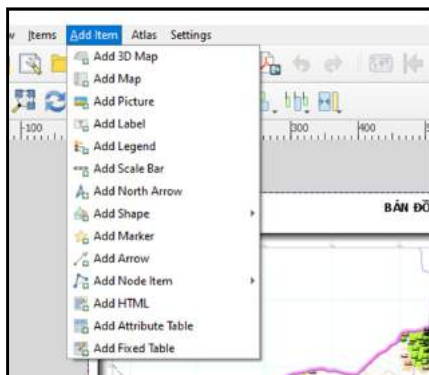 Items Add Item Atlas Settings
Add 3D Map
Add Map
Add Picture
Add Label
Add Legend
Add Scale Bar
Add North Arrow
Add Shape
Add Marker
Add Arrow
Add Node Item
Add HTML
Add Attribute Table
Add Fixed Table
-100 300 400
BẢN ĐỒ